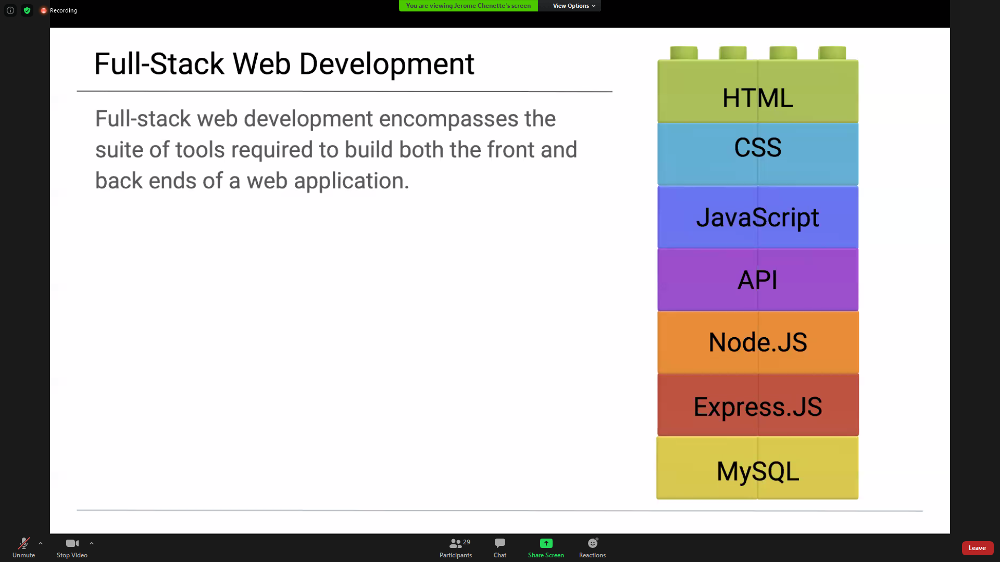 Recording
You are viewing Jerome Chenette's screen
View Options
Full-Stack Web Development
Full-stack web development encompasses the
suite of tools required to build both the front and
back ends of a web application.
HTML
CSS
JavaScript
API
Node.JS
Express.JS
MySQL
Unmute
Stop Video
29
Participants
Chat
Share Screen
Reactions
Leave